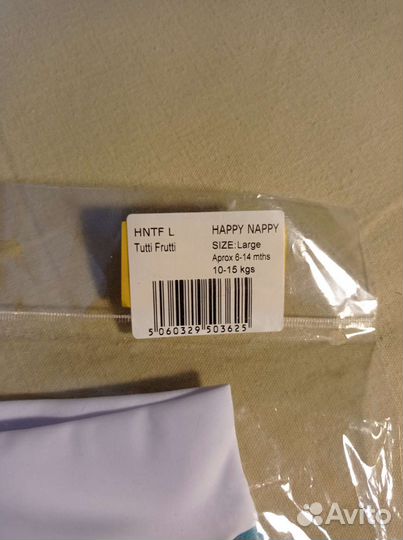 HNTF L HAPPY NAPPY
Tutti Frutti SIZE:Large
Aprox 6-14 mths
10-15 kgs
5 060329 503625
Avito